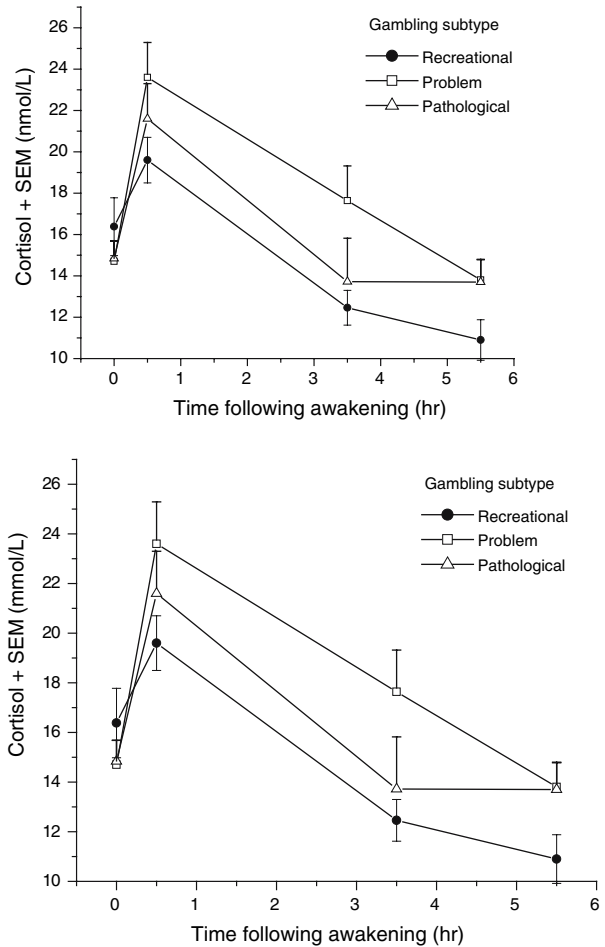 26
24
22
20
18
16
14
12
10
Cortisol + SEM (nmol/L)
Gambling subtype
Recreational
Problem
Pathological
0 1 2 3 4 5 6
Time following awakening (hr)
26
24
22
20
18
16
14
12
10
Cortisol + SEM (mmol/L)
Gambling subtype
Recreational
Problem
Pathological
0 1 2 3 4 5 6
Time following awakening (hr)